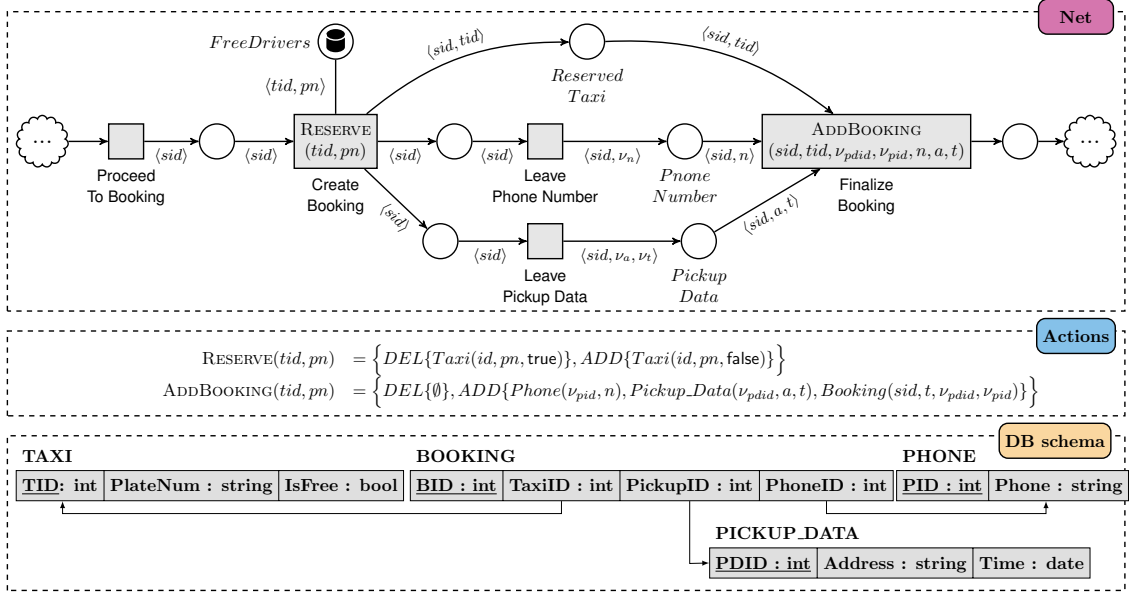 Net
FreeDrivers
⟨sid, tid⟩
⟨sid, tid⟩
⟨tid, pn⟩
Reserved
Taxi
...
⟨sid⟩
⟨sid⟩
RESERVE
(tid, pn)
⟨sid⟩
⟨sid⟩
⟨sid, νn⟩
⟨sid, n⟩
ADDBOOKING
(sid, tid, νpdid, νpid, n, a, t)
...
Proceed
To Booking
Create
Booking
Leave
Phone Number
Pnone
Number
Finalize
Booking
⟨sid⟩
⟨sid⟩
⟨sid, νa, νt⟩
⟨sid, a, t⟩
Leave
Pickup Data
Pickup
Data
Actions
RESERVE(tid, pn) = {DEL{Taxi(id, pn, true)}, ADD{Taxi(id, pn, false)}}
ADDBOOKING(tid, pn) = {DEL{∅}, ADD{Phone(νpid, n), Pickup_Data(νpdid, a, t), Booking(sid, t, νpdid, νpid)}}
DB schema
TAXI
TID: int PlateNum : string IsFree : bool
BOOKING
BID : int TaxiID : int PickupID : int PhoneID : int
PHONE
PID : int Phone : string
PICKUP_DATA
PDID : int Address : string Time : date